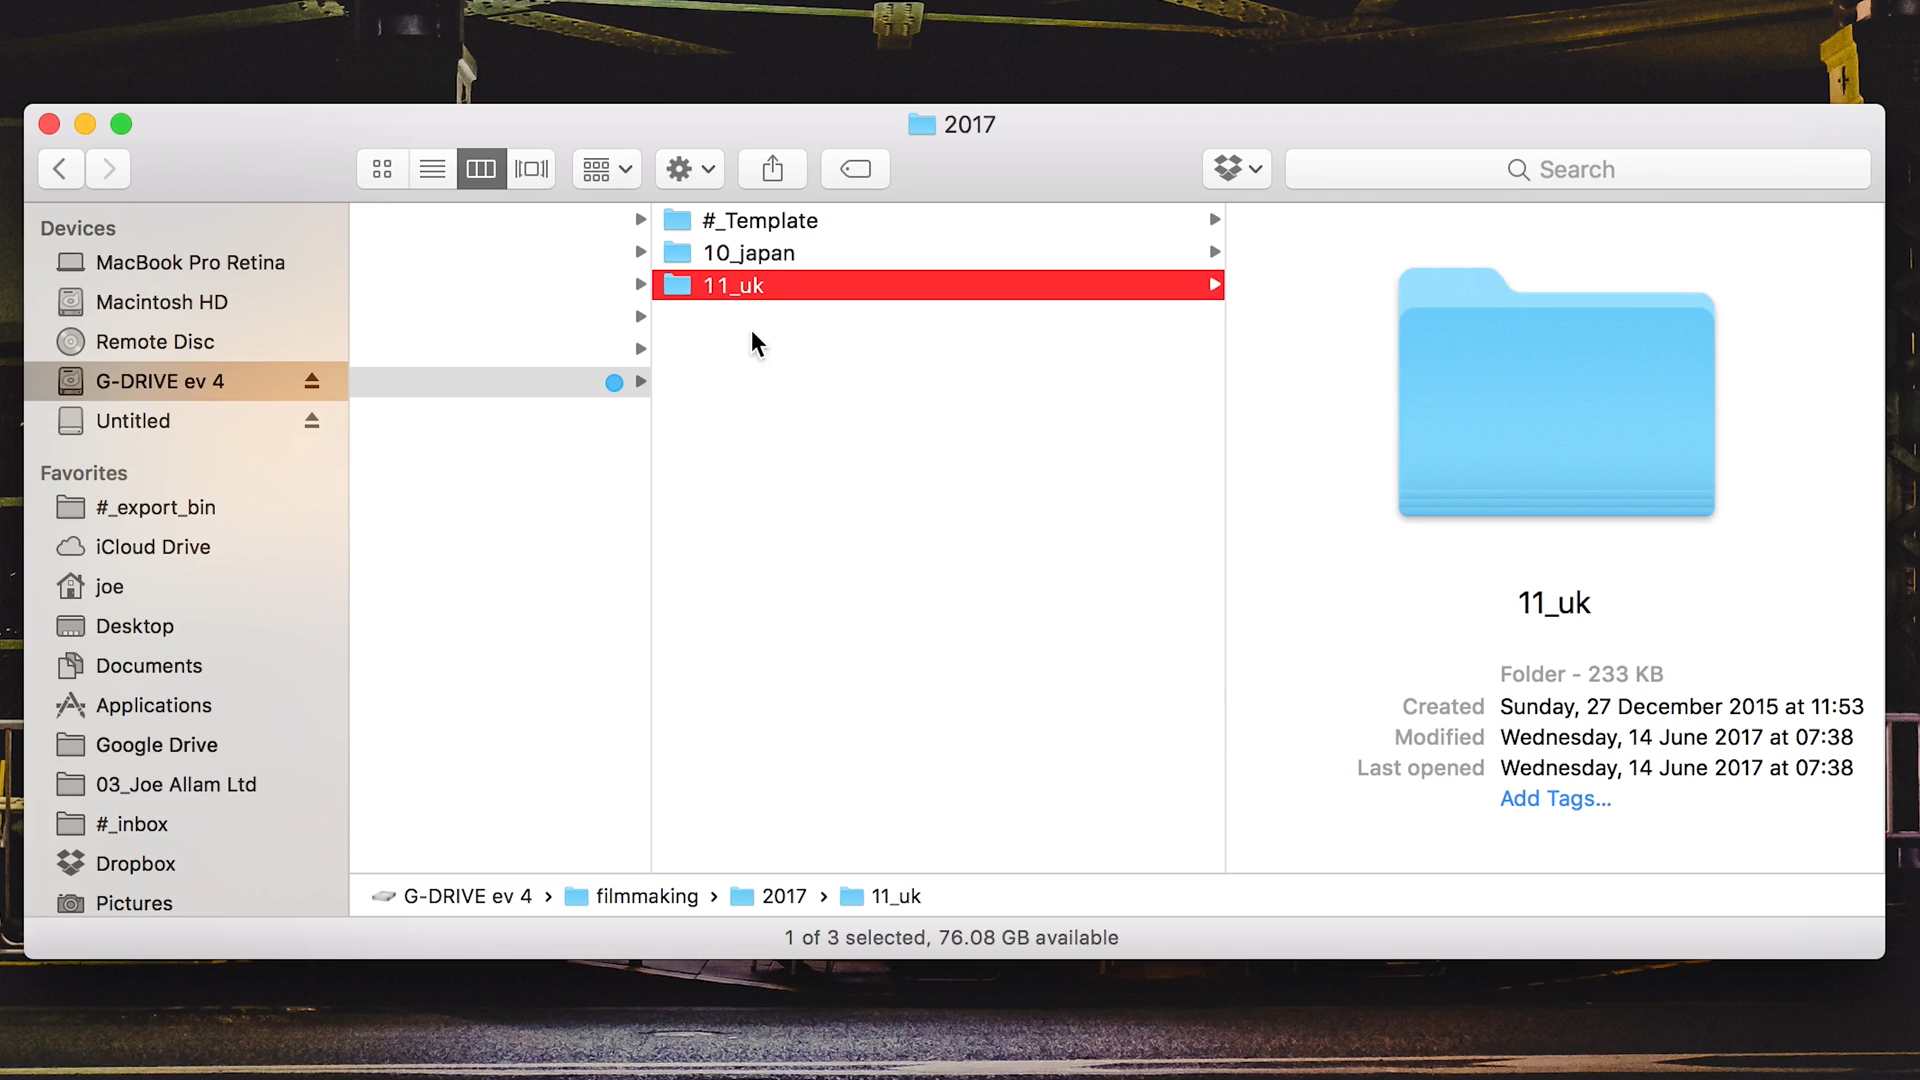 2017
Search
Devices
MacBook Pro Retina
Macintosh HD
Remote Disc
G-DRIVE ev 4
Untitled
Favorites
#_export_bin
iCloud Drive
joe
Desktop
Documents
Applications
Google Drive
03_Joe Allam Ltd
#_inbox
Dropbox
Pictures
#_Template
10_japan
11_uk
11_uk
Folder - 233 KB
Created Sunday, 27 December 2015 at 11:53
Modified Wednesday, 14 June 2017 at 07:38
Last opened Wednesday, 14 June 2017 at 07:38
Add Tags...
G-DRIVE ev 4 › filmmaking › 2017 › 11_uk
1 of 3 selected, 76.08 GB available